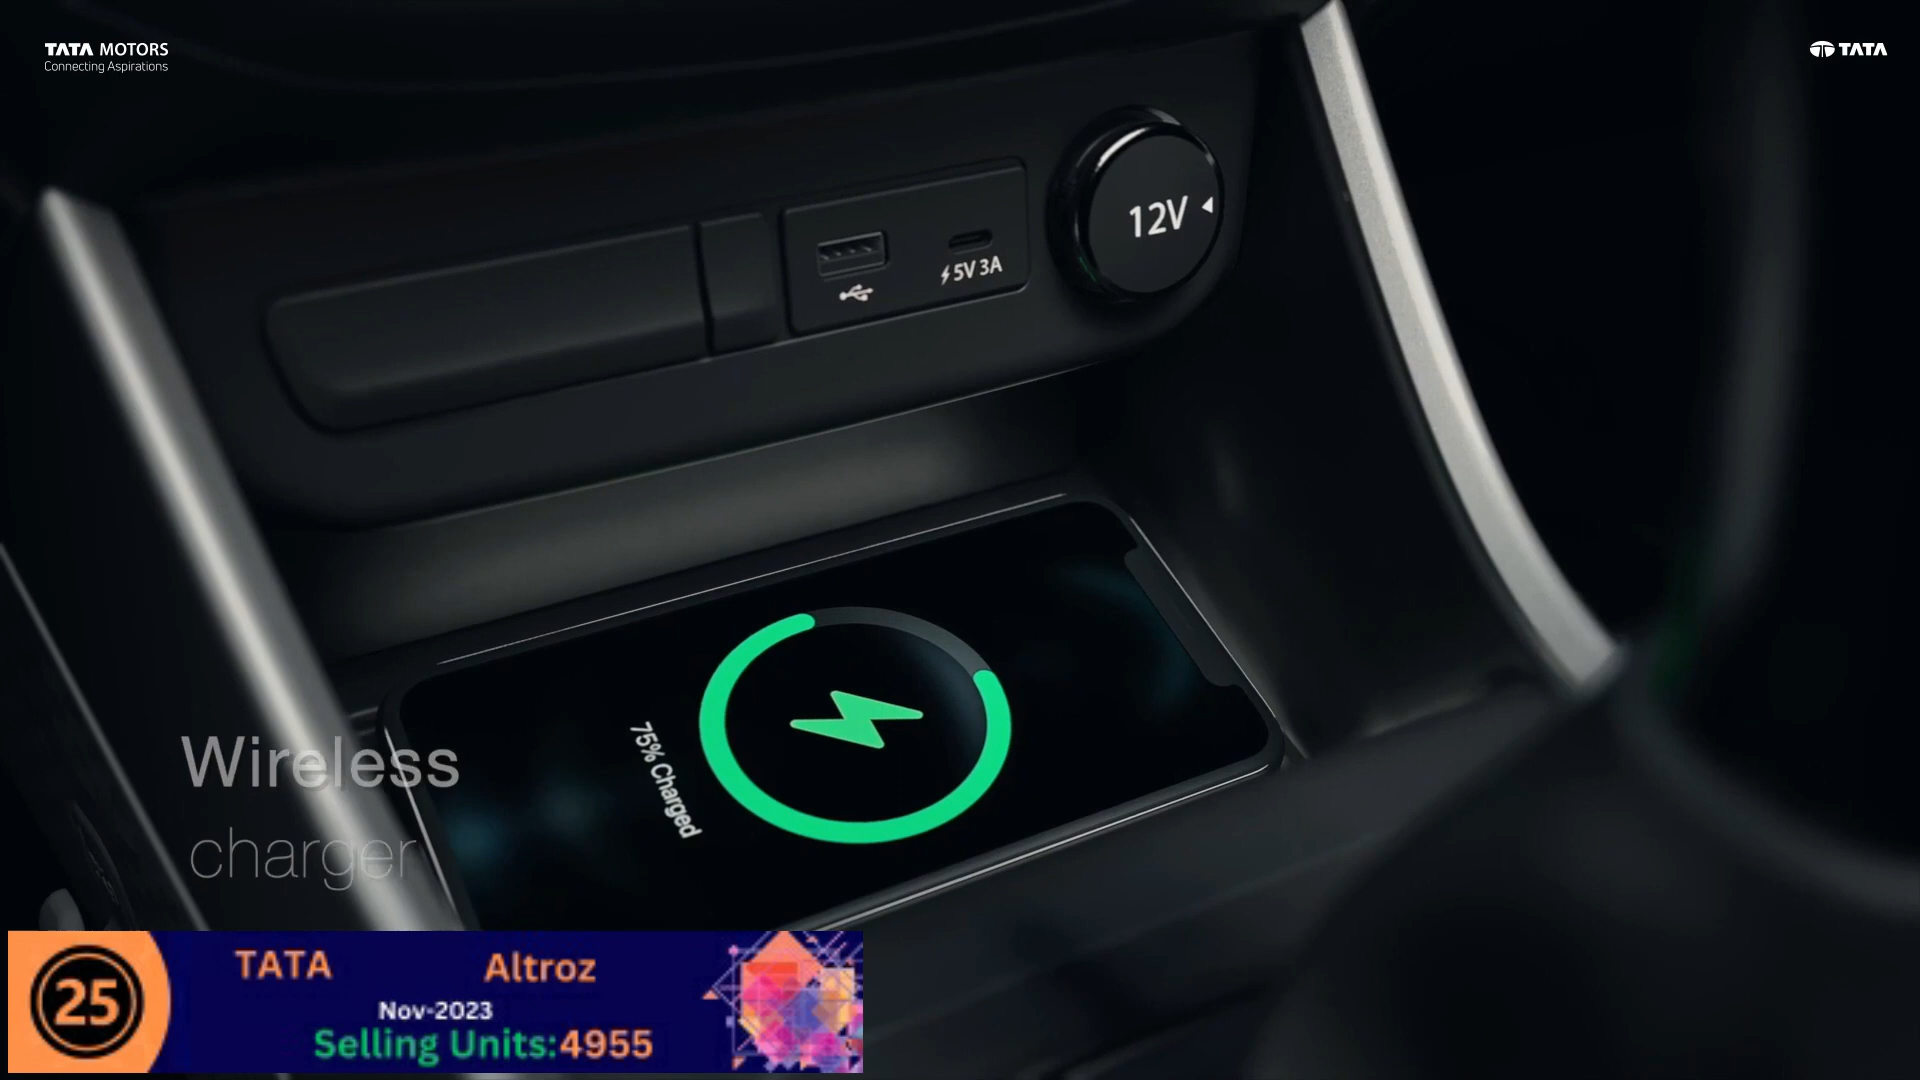 TATA MOTORS
Connecting Aspirations
TATA
12V
5V 3A
75% Charged
Wireless
charger
25
TATA Altroz
Nov-2023
Selling Units:4955